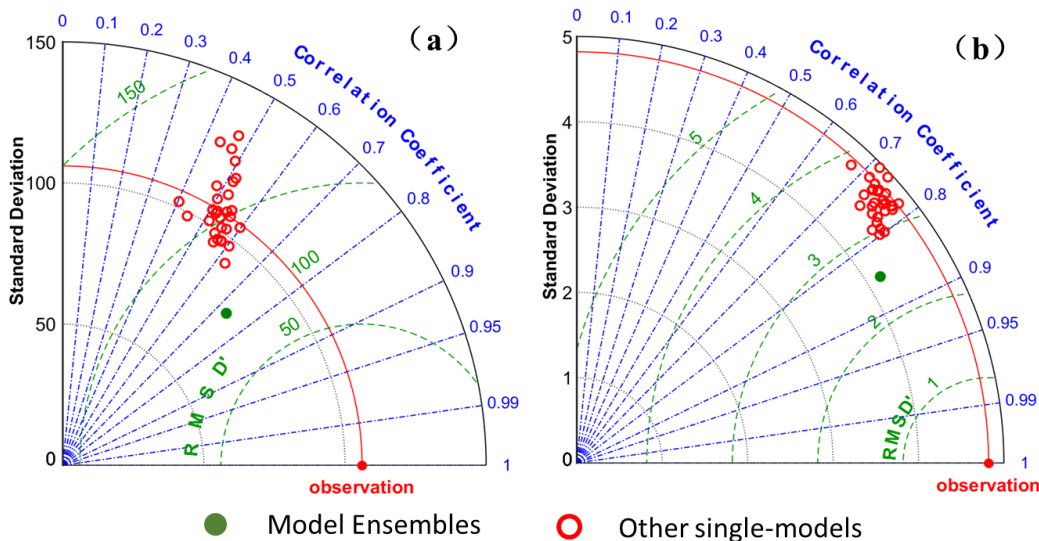 (a)
0 0.1 0.2 0.3 0.4 0.5 0.6 0.7 0.8 0.9 0.95 0.99 1
Correlation Coefficient
150
100
50
0
Standard Deviation
150
100
50
RMSD'
observation
(b)
0 0.1 0.2 0.3 0.4 0.5 0.6 0.7 0.8 0.9 0.95 0.99 1
Correlation Coefficient
5
4
3
2
1
0
Standard Deviation
5
4
3
2
1
RMSD'
observation
Model Ensembles
Other single-models